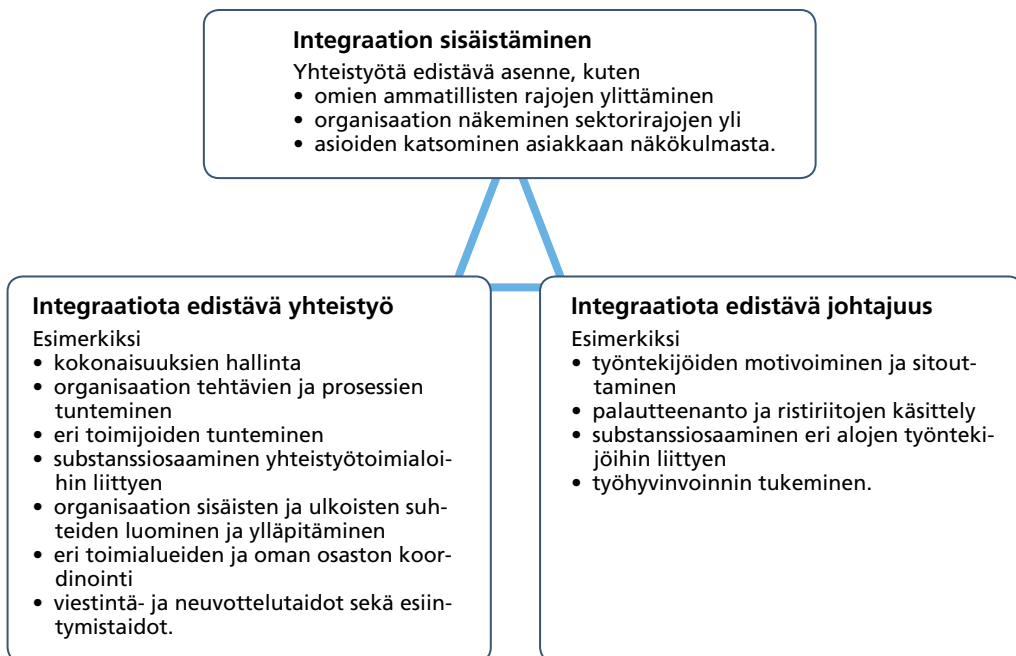 Integraation sisäistäminen
Yhteistyötä edistävä asenne, kuten
• omien ammatillisten rajojen ylittäminen
• organisaation näkeminen sektorirajojen yli
• asioiden katsominen asiakkaan näkökulmasta.
Integraatiota edistävä yhteistyö
Esimerkiksi
• kokonaisuuksien hallinta
• organisaation tehtävien ja prosessien
tunteminen
• eri toimijoiden tunteminen
• substanssiosaaminen yhteistyötoimialoi-
hin liittyen
• organisaation sisäisten ja ulkoisten suh-
teiden luominen ja ylläpitäminen
• eri toimialueiden ja oman osaston koor-
dinointi
• viestintä- ja neuvottelutaidot sekä esiin-
tymistaidot.
Integraatiota edistävä johtajuus
Esimerkiksi
• työntekijöiden motivoiminen ja sitout-
taminen
• palautteenanto ja ristiriitojen käsittely
• substanssiosaaminen eri alojen työnteki-
jöihin liittyen
• työhyvinvoinnin tukeminen.